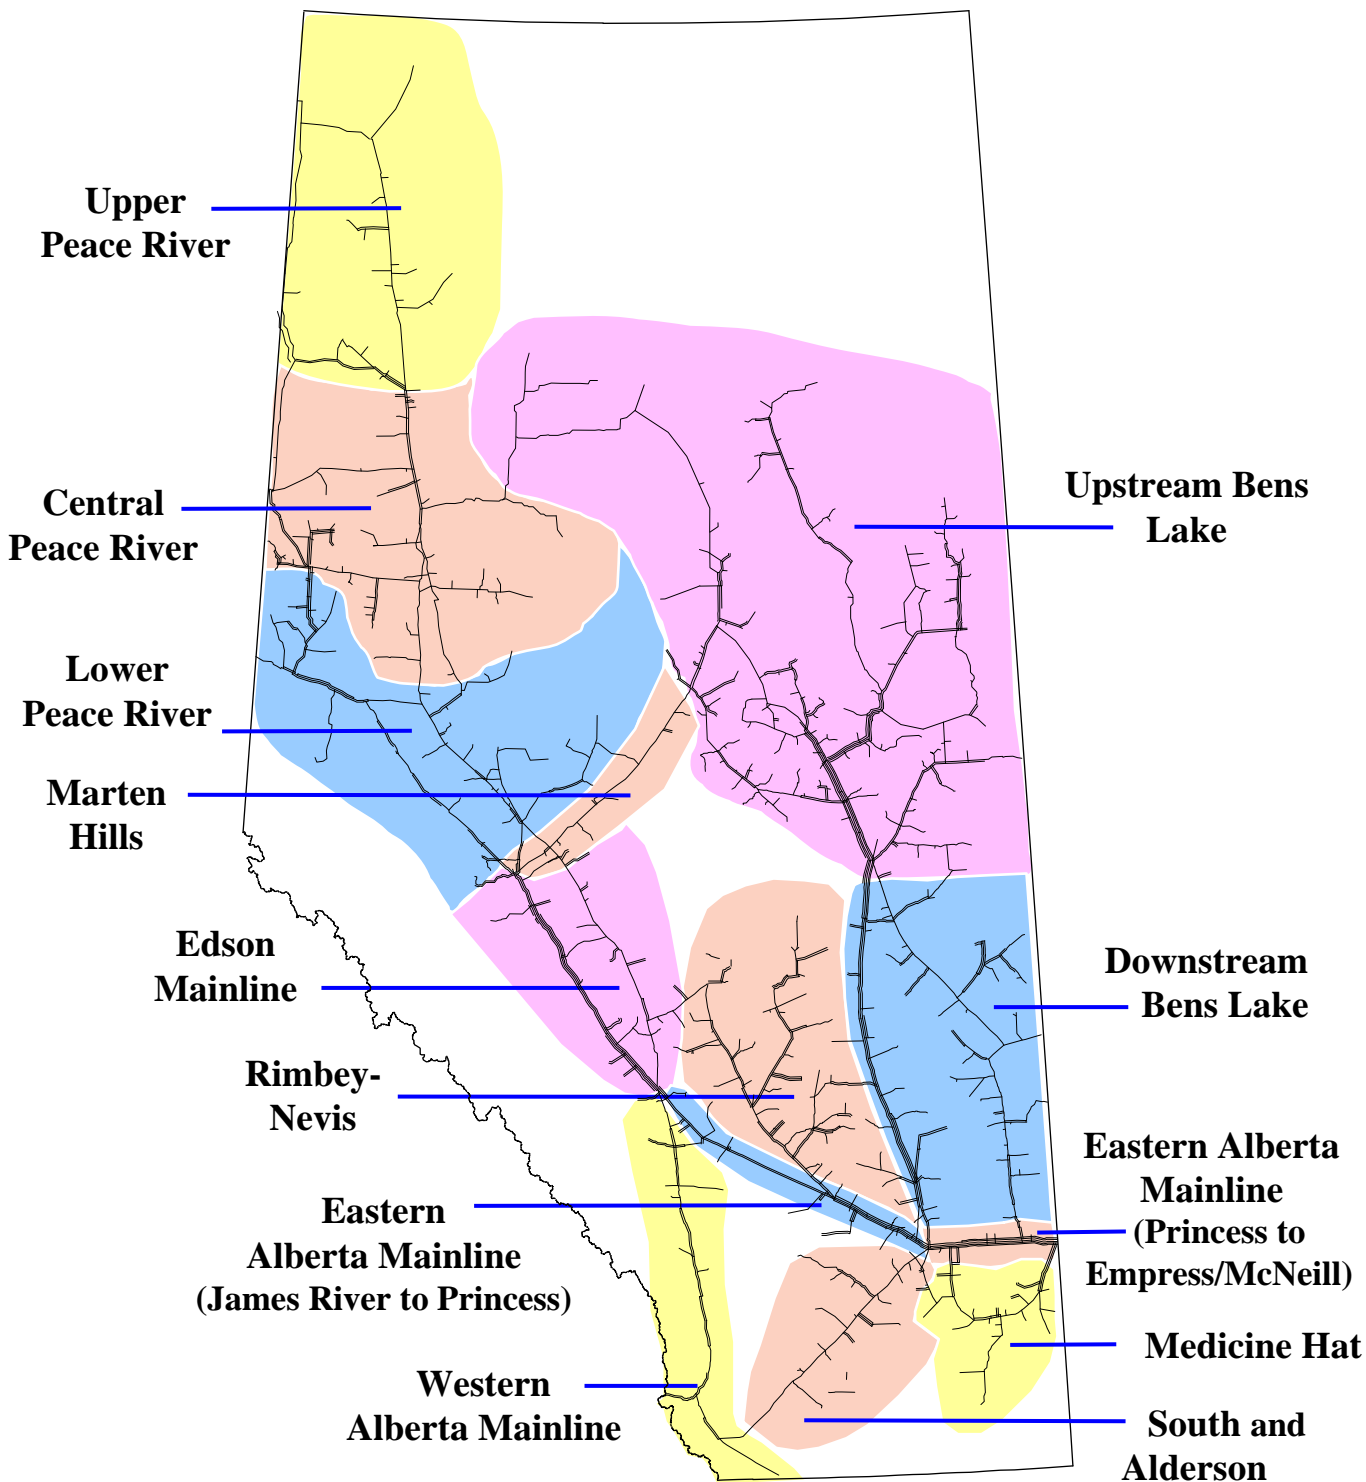 Upper
Peace River
Central
Peace River
Upstream Bens
Lake
Lower
Peace River
Marten
Hills
Edson
Mainline
Downstream
Bens Lake
Rimbey-
Nevis
Eastern Alberta
Mainline
(Princess to
Empress/McNeill)
Eastern
Alberta Mainline
(James River to Princess)
Medicine Hat
Western
Alberta Mainline
South and
Alderson